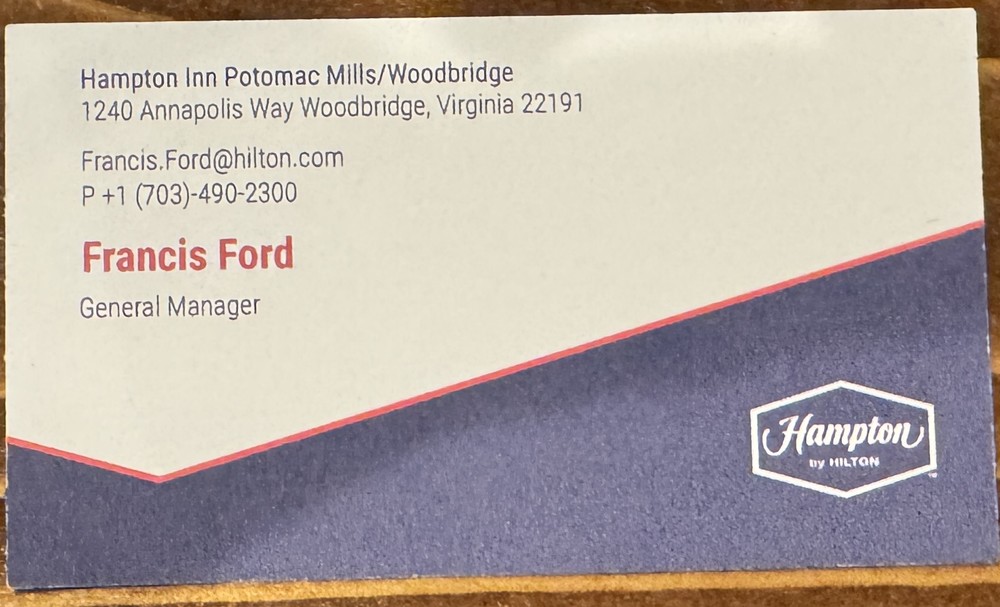 Hampton Inn Potomac Mills/Woodbridge
1240 Annapolis Way Woodbridge, Virginia 22191
Francis.Ford@hilton.com
P +1 (703)-490-2300
Francis Ford
General Manager
Hampton
by HILTON
™